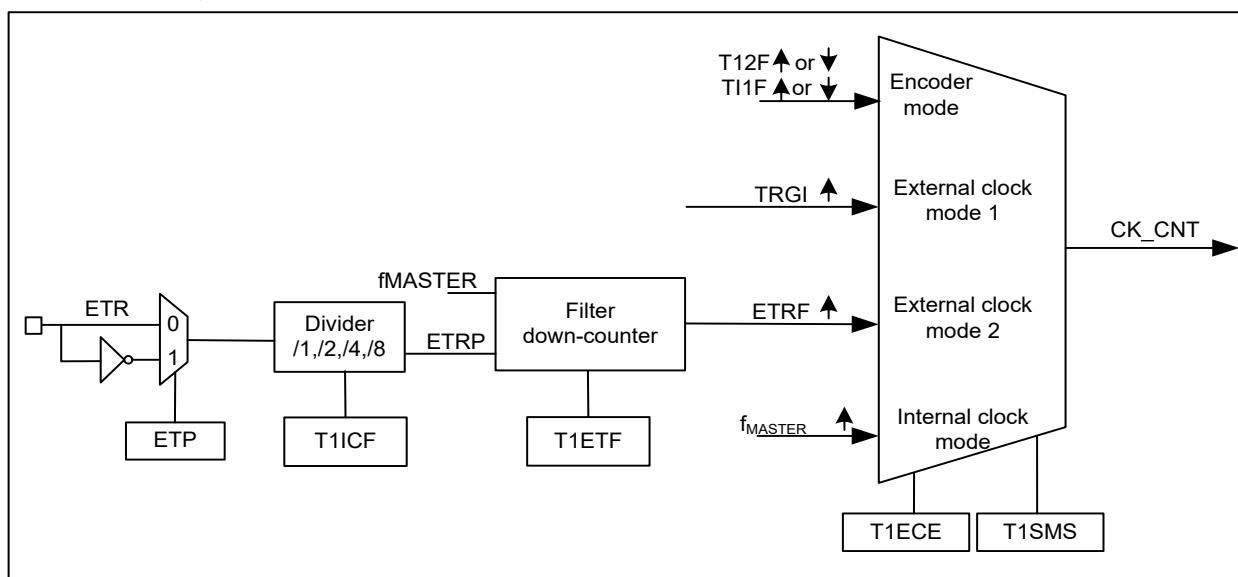 T12F or
TI1F or
Encoder
mode
TRGI
External clock
mode 1
CK_CNT
fMASTER
ETR
0
1
Divider
/1,/2,/4,/8
ETRP
Filter
down-counter
ETRF
External clock
mode 2
fMASTER
Internal clock
mode
ETP
T1ICF
T1ETF
T1ECE
T1SMS